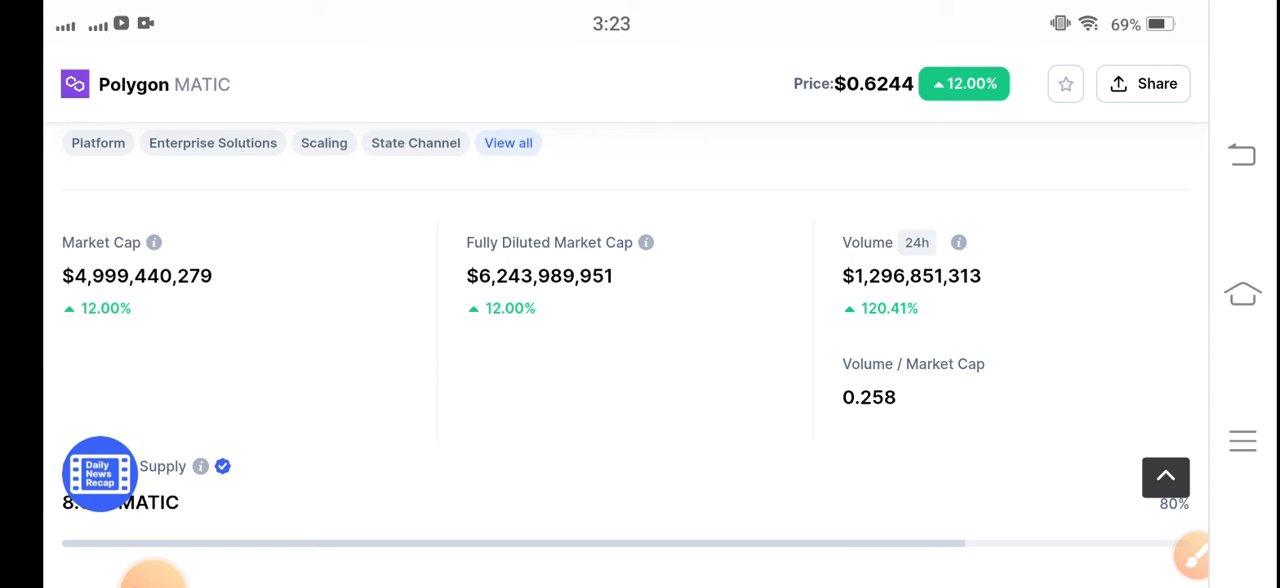 3:23
69%
Polygon MATIC
Price:$0.6244 12.00%
Share
Platform
Enterprise Solutions
Scaling
State Channel
View all
Market Cap
$4,999,440,279
12.00%
Fully Diluted Market Cap
$6,243,989,951
12.00%
Volume 24h
$1,296,851,313
120.41%
Volume / Market Cap
0.258
Daily
News
Recap
Supply
MATIC
80%